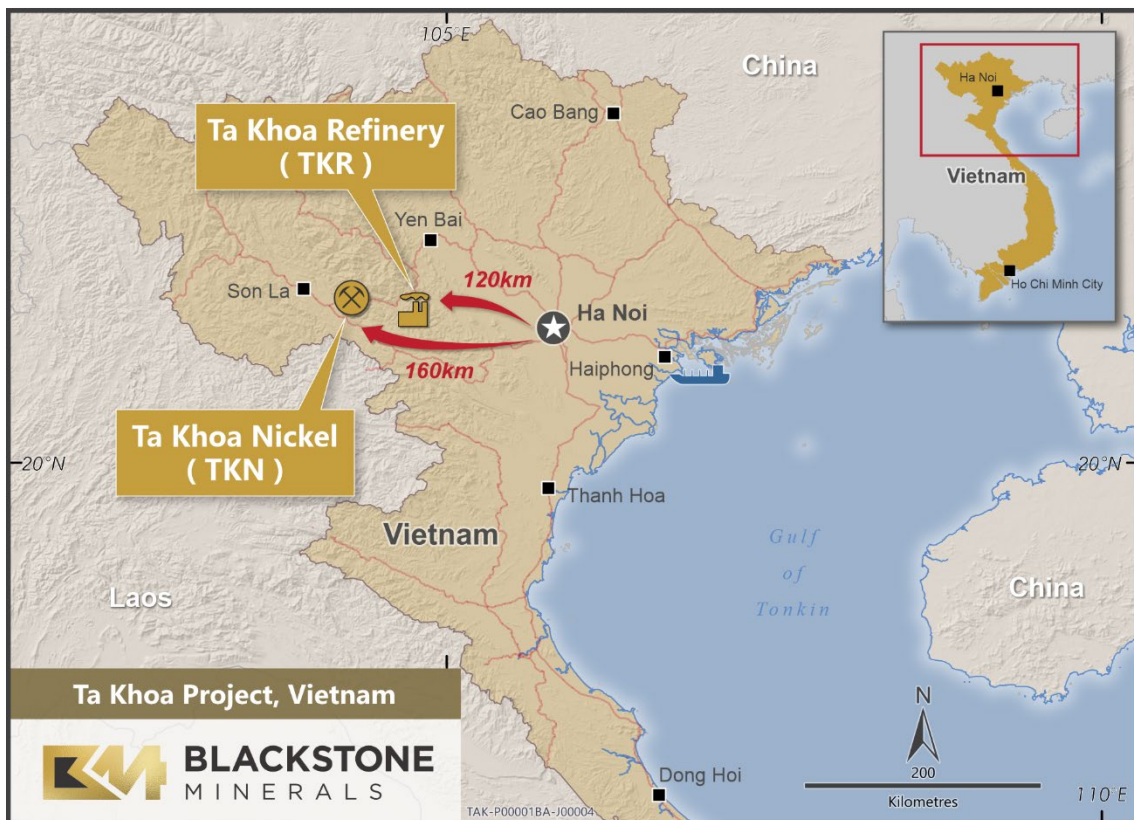 105°E
China
Ha Noi
Vietnam
Ho Chi Minh City
Cao Bang
Ta Khoa Refinery
( TKR )
Yen Bai
120km
Son La
Ha Noi
Haiphong
160km
Ta Khoa Nickel
( TKN )
20°N
20°N
Thanh Hoa
Vietnam
Gulf
of
Tonkin
China
Laos
Ta Khoa Project, Vietnam
BLACKSTONE
MINERALS
TAK-P00001BA-J00004
Dong Hoi
N
200
Kilometres
110°E